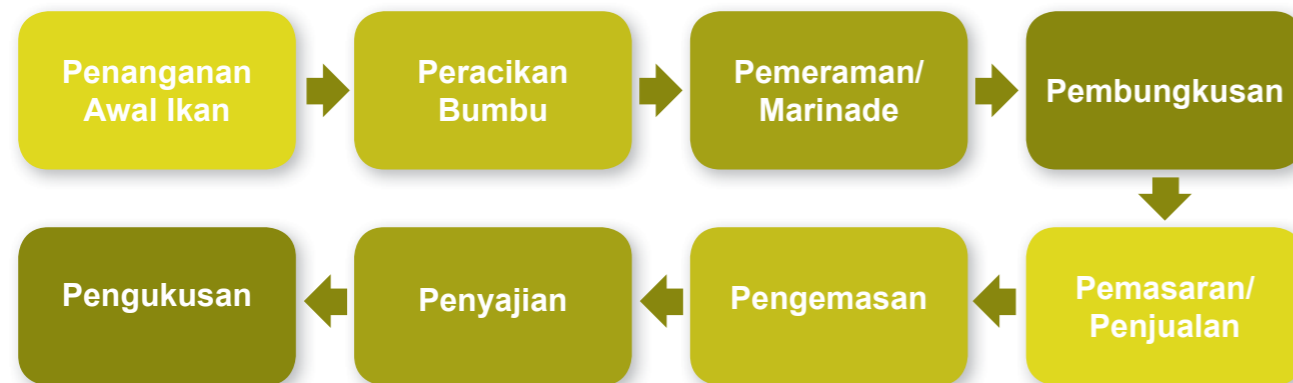 Penanganan
Awal Ikan
Peracikan
Bumbu
Pemeraman/
Marinade
Pembungkusan
Pemasaran/
Penjualan
Pengemasan
Penyajian
Pengukusan